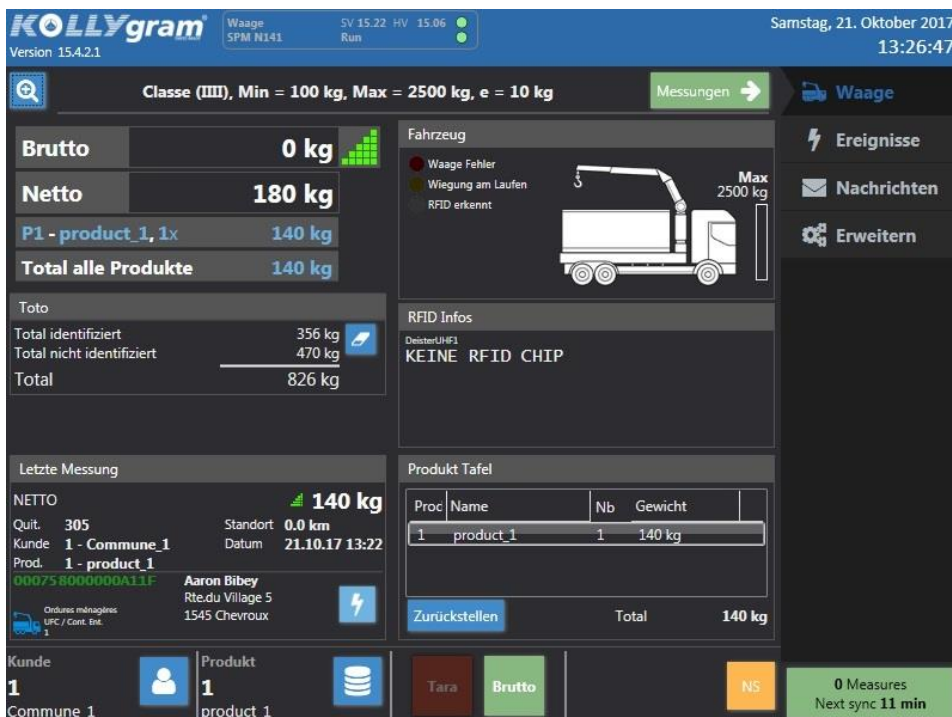 KOLLYgram
Version 15.4.2.1
Waage SV 15.22 HV 15.06
SPM N141 Run
Samstag, 21. Oktober 2017
13:26:47
Classe (IIII), Min = 100 kg, Max = 2500 kg, e = 10 kg
Messungen
Waage
Ereignisse
Nachrichten
Erweitern
Brutto 0 kg
Netto 180 kg
P1 - product_1, 1x 140 kg
Total alle Produkte 140 kg
Fahrzeug
Waage Fehler
Wiegung am Laufen
RFID erkennt
Max
2500 kg
Toto
Total identifiziert 356 kg
Total nicht identifiziert 470 kg
Total 826 kg
RFID Infos
DeisterUHF1
KEINE RFID CHIP
Letzte Messung
NETTO 140 kg
Quit. 305 Standort 0.0 km
Kunde 1 - Commune_1 Datum 21.10.17 13:22
Prod. 1 - product_1
000758000000A11F Aaron Bibey
Rte.du Village 5
1545 Chevroux
Ordures ménagères
UFC / Cont. Ent.
1
Produkt Tafel
Prod Name Nb Gewicht
1 product_1 1 140 kg
Zurückstellen Total 140 kg
Kunde
1
Commune_1
Produkt
1
product_1
Tara
Brutto
NS
0 Measures
Next sync 11 min